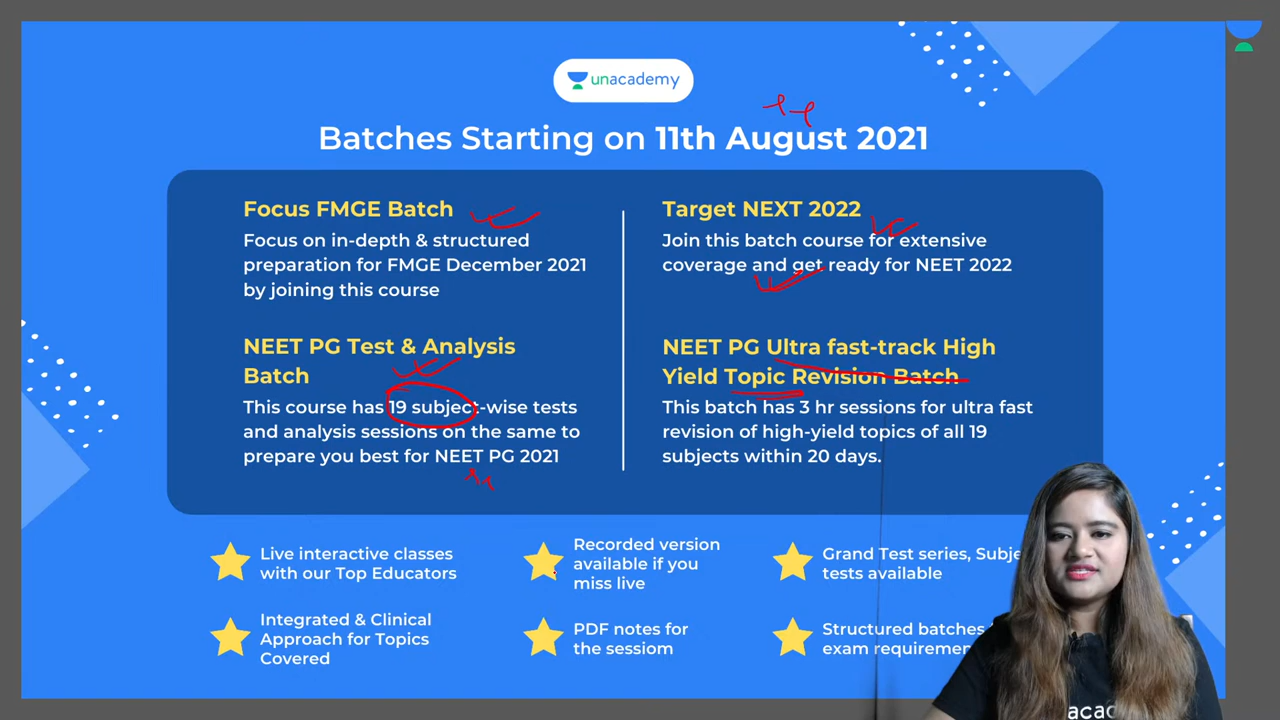 unacademy
Batches Starting on 11th August 2021
Focus FMGE Batch
Focus on in-depth & structured
preparation for FMGE December 2021
by joining this course
Target NEXT 2022
Join this batch course for extensive
coverage and get ready for NEET 2022
NEET PG Test & Analysis
Batch
This course has 19 subject-wise tests
and analysis sessions on the same to
prepare you best for NEET PG 2021
NEET PG Ultra fast-track High
Yield Topic Revision Batch
This batch has 3 hr sessions for ultra fast
revision of high-yield topics of all 19
subjects within 20 days.
Live interactive classes
with our Top Educators
Recorded version
available if you
miss live
Grand Test series,
tests available
Integrated & Clinical
Approach for Topics
Covered
PDF notes for
the sessiom
Structured batches
exam